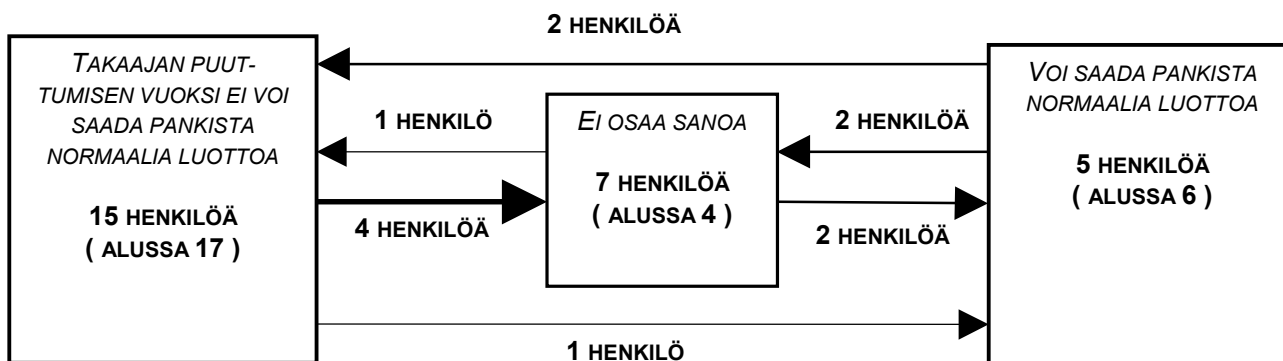 2 HENKILÖÄ
TAKAAJAN PUUT-
TUMISEN VUOKSI EI VOI
SAADA PANKISTA
NORMAALIA LUOTTOA
15 HENKILÖÄ
( ALUSSA 17 )
1 HENKILÖ
4 HENKILÖÄ
EI OSAA SANOA
7 HENKILÖÄ
( ALUSSA 4 )
2 HENKILÖÄ
2 HENKILÖÄ
VOI SAADA PANKISTA
NORMAALIA LUOTTOA
5 HENKILÖÄ
( ALUSSA 6 )
1 HENKILÖ